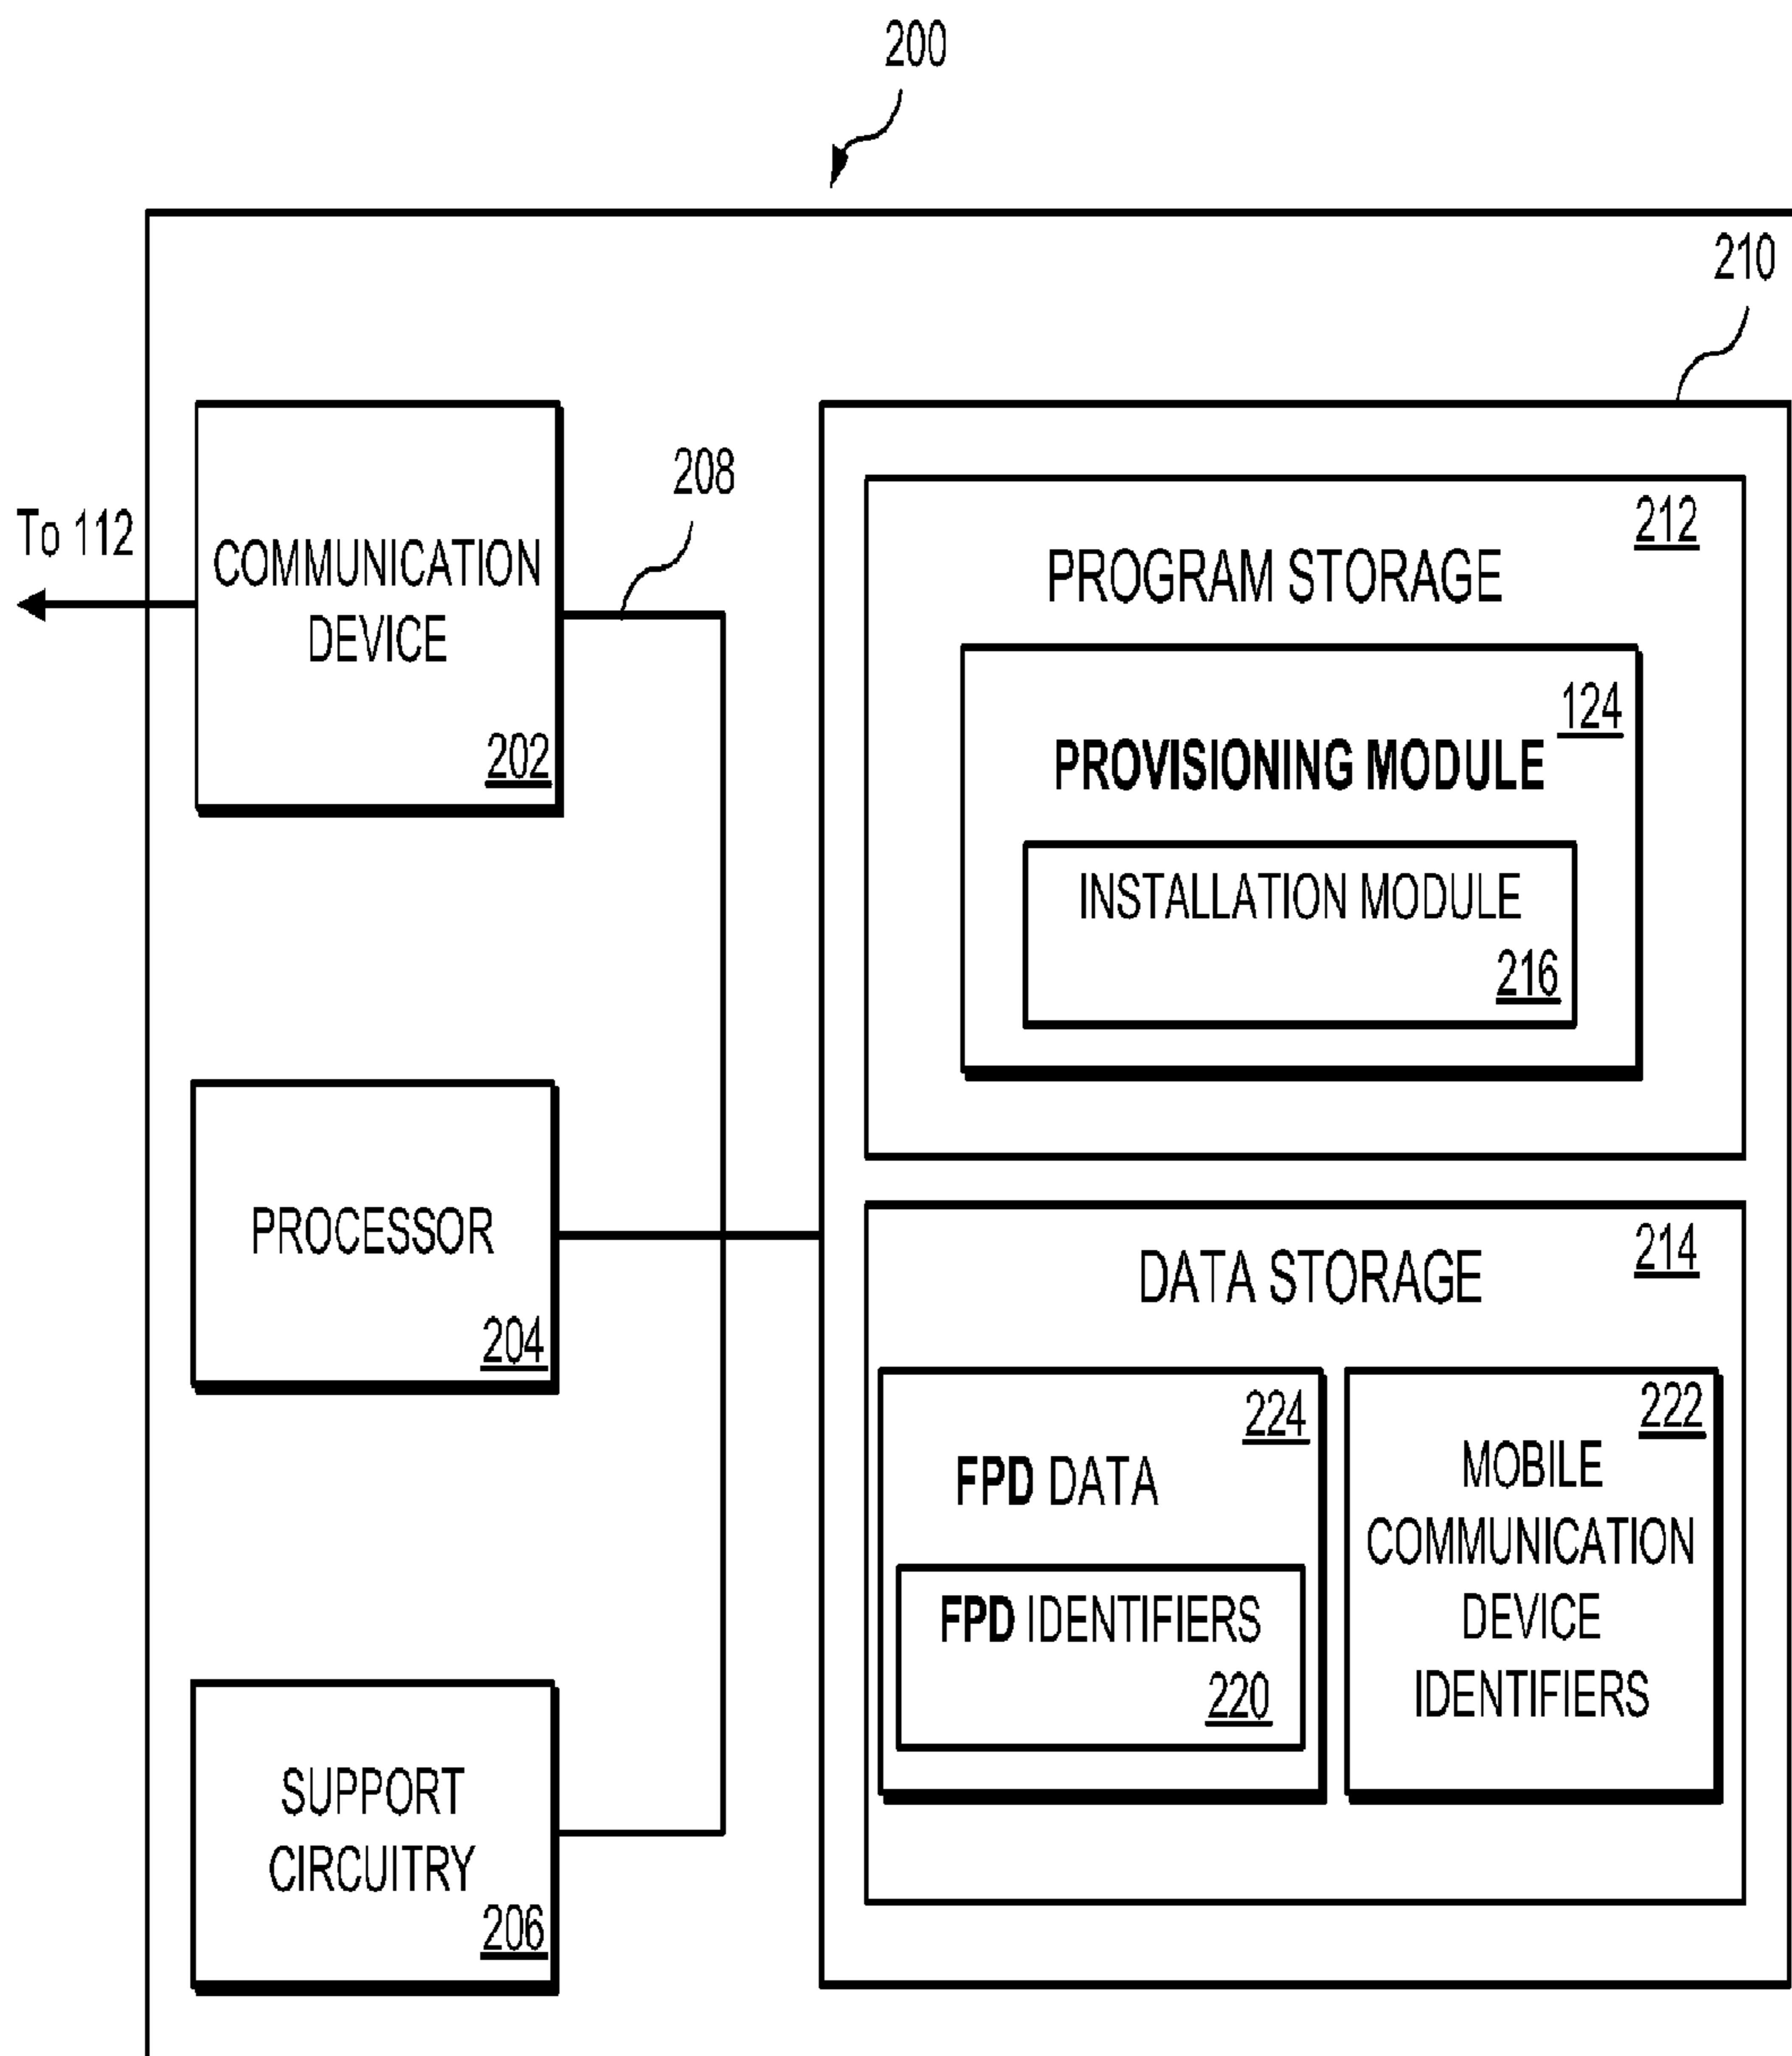 200
210
To 112
COMMUNICATION
DEVICE
202
208
212
PROGRAM STORAGE
124
PROVISIONING MODULE
INSTALLATION MODULE
216
PROCESSOR
204
214
DATA STORAGE
224
FPD DATA
FPD IDENTIFIERS
220
222
MOBILE
COMMUNICATION
DEVICE
IDENTIFIERS
SUPPORT
CIRCUITRY
206